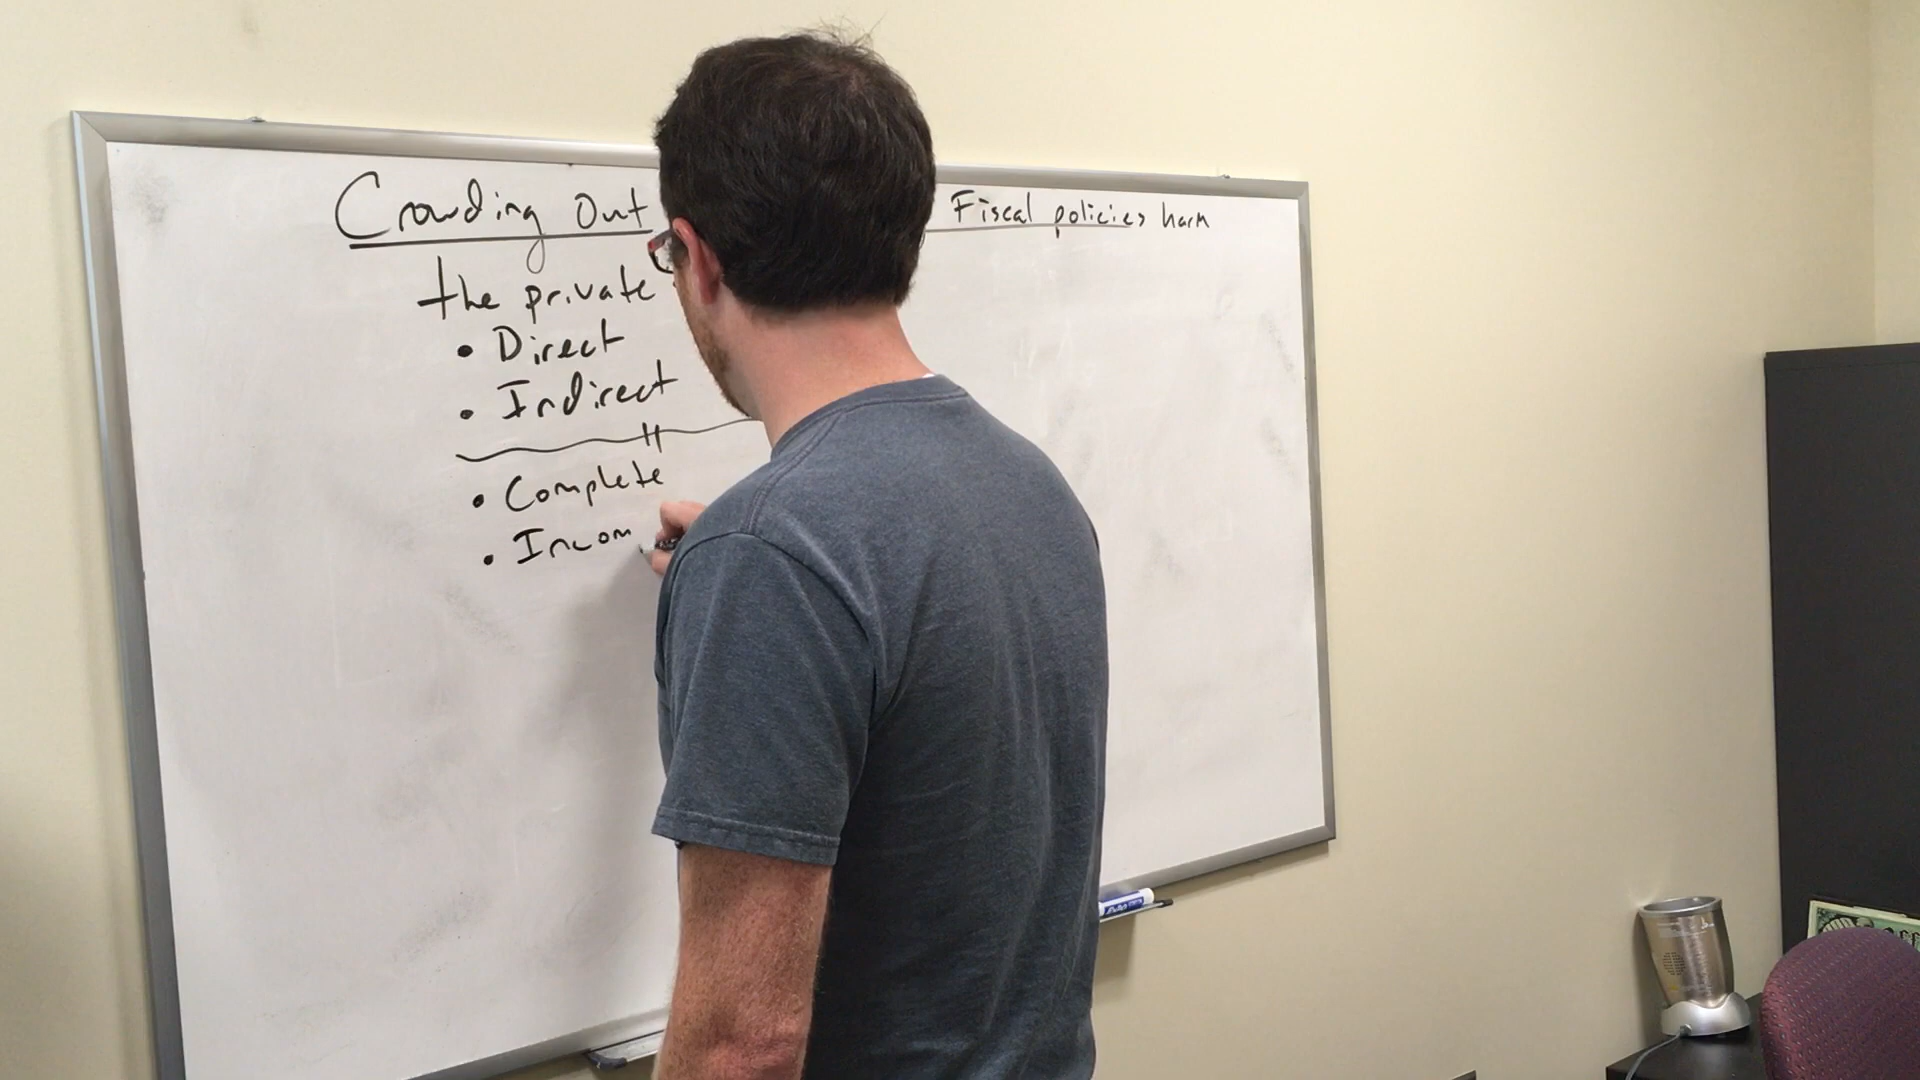 Crowding Out Fiscal policies harm
the private
• Direct
• Indirect
• Complete
• Incom